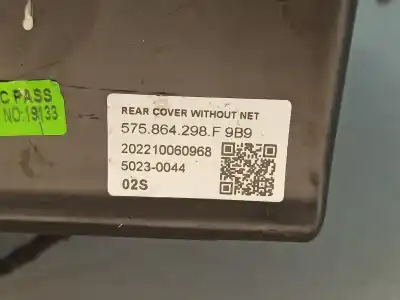 C PASS
NO:19133
REAR COVER WITHOUT NET
575.864.298.F 9B9
202210060968
5023-0044
02S